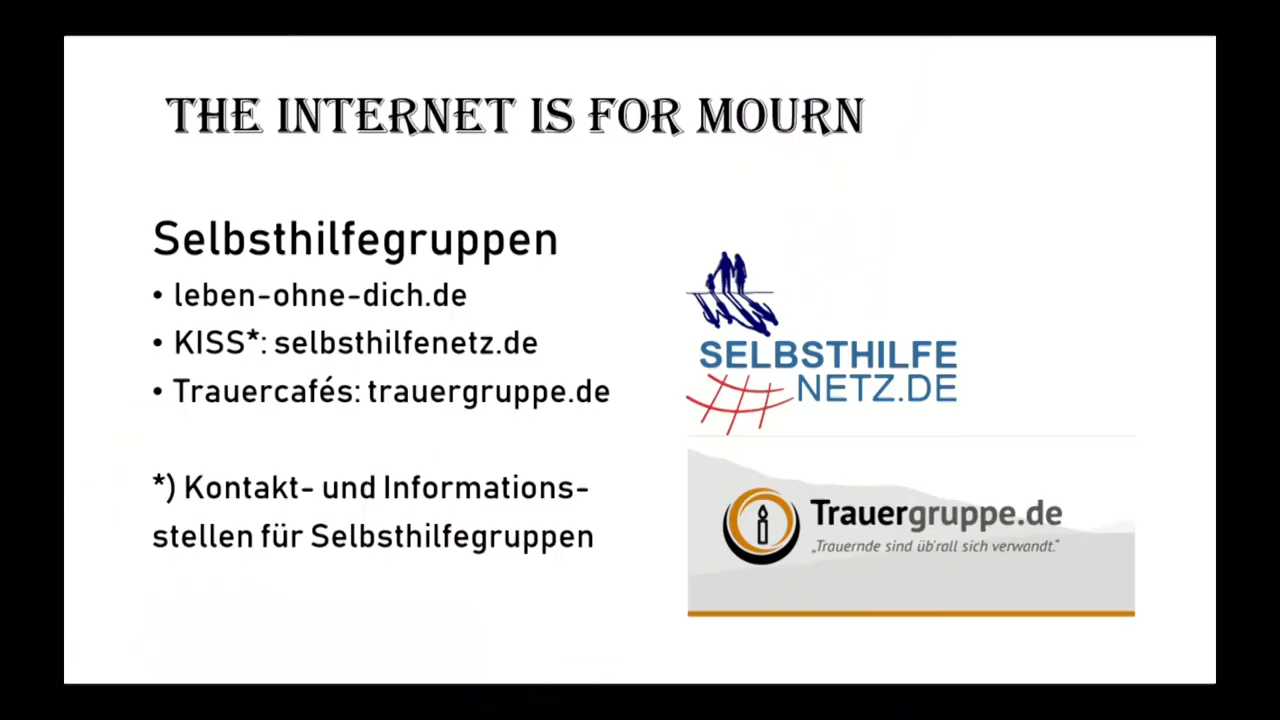 THE INTERNET IS FOR MOURN
Selbsthilfegruppen
• leben-ohne-dich.de
• KISS*: selbsthilfenetz.de
• Trauercafés: trauergruppe.de
*) Kontakt- und Informations-
stellen für Selbsthilfegruppen
SELBSTHILFE
NETZ.DE
Trauergruppe.de
„Trauernde sind üb'rall sich verwandt.“